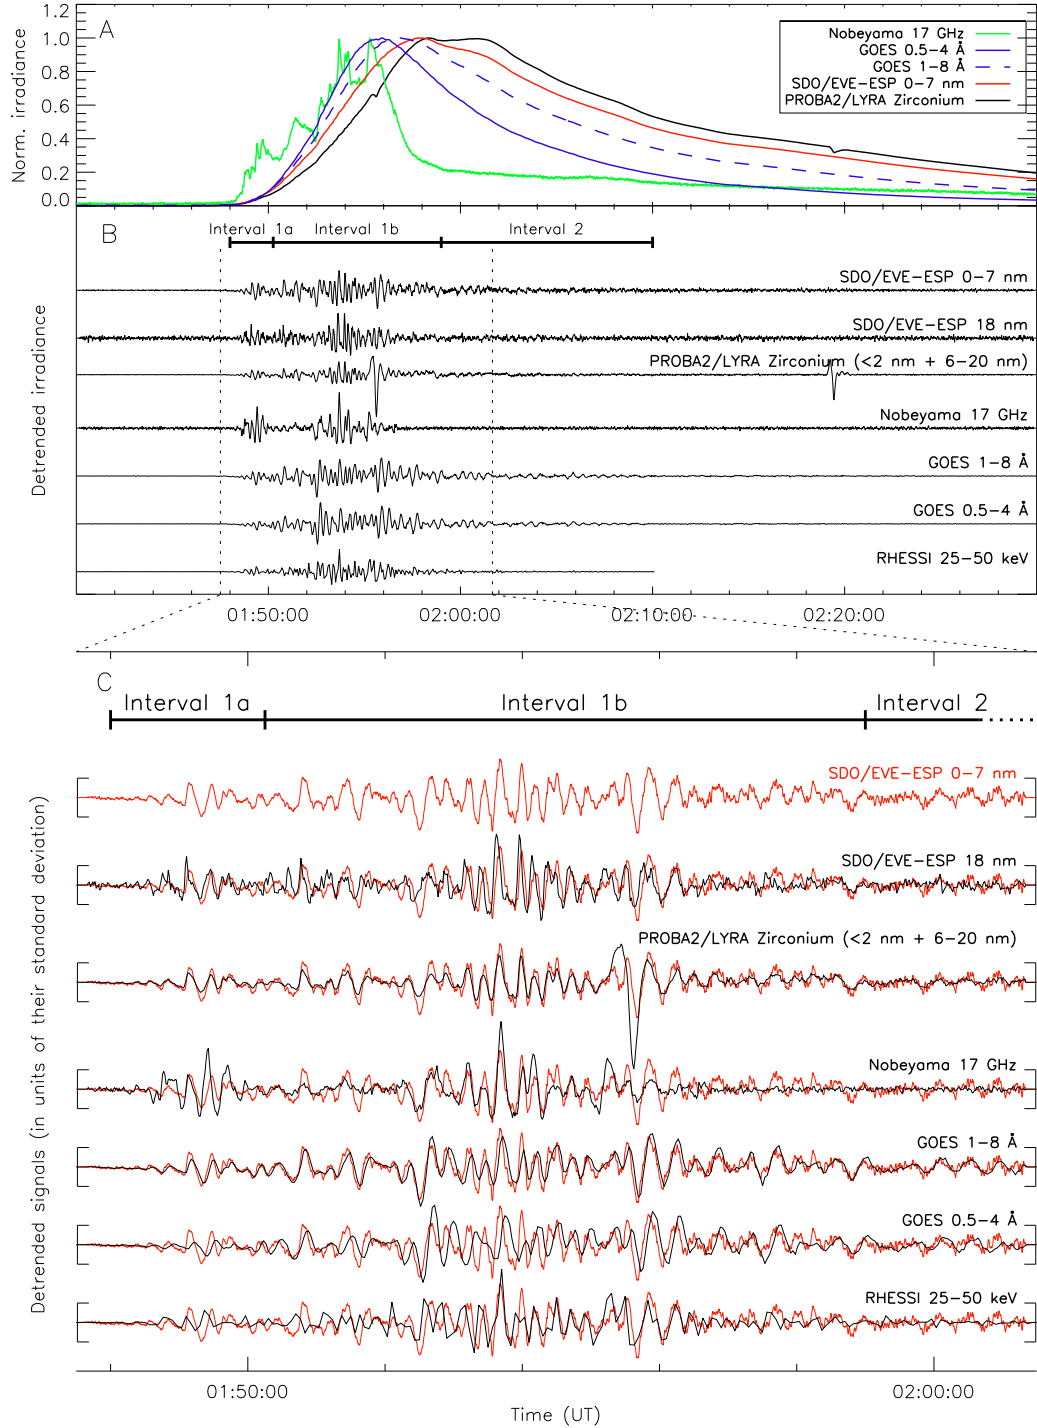 A
1.2
1.0
0.8
0.6
0.4
0.2
0.0
Norm. irradiance
Nobeyama 17 GHz
GOES 0.5−4 Å
GOES 1−8 Å
SDO/EVE−ESP 0−7 nm
PROBA2/LYRA Zirconium
B
Interval 1a
Interval 1b
Interval 2
Detrended irradiance
SDO/EVE−ESP 0−7 nm
SDO/EVE−ESP 18 nm
PROBA2/LYRA Zirconium (<2 nm + 6−20 nm)
Nobeyama 17 GHz
GOES 1−8 Å
GOES 0.5−4 Å
RHESSI 25−50 keV
01:50:00
02:00:00
02:10:00
02:20:00
C
Interval 1a
Interval 1b
Interval 2
Detrended signals (in units of their standard deviation)
SDO/EVE−ESP 0−7 nm
SDO/EVE−ESP 18 nm
PROBA2/LYRA Zirconium (<2 nm + 6−20 nm)
Nobeyama 17 GHz
GOES 1−8 Å
GOES 0.5−4 Å
RHESSI 25−50 keV
01:50:00
02:00:00
Time (UT)